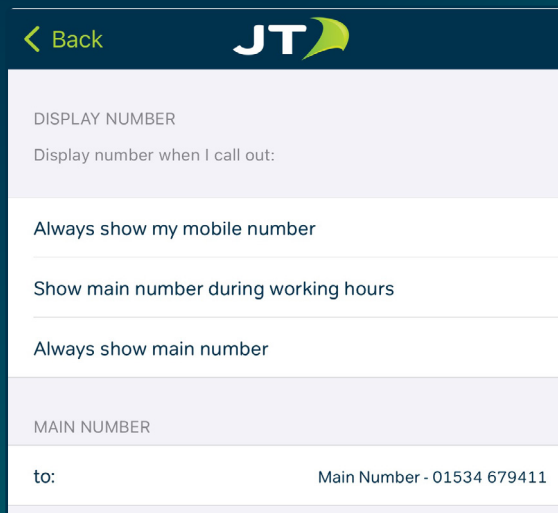 Back
JT
DISPLAY NUMBER
Display number when I call out:
Always show my mobile number
Show main number during working hours
Always show main number
MAIN NUMBER
to: Main Number - 01534 679411